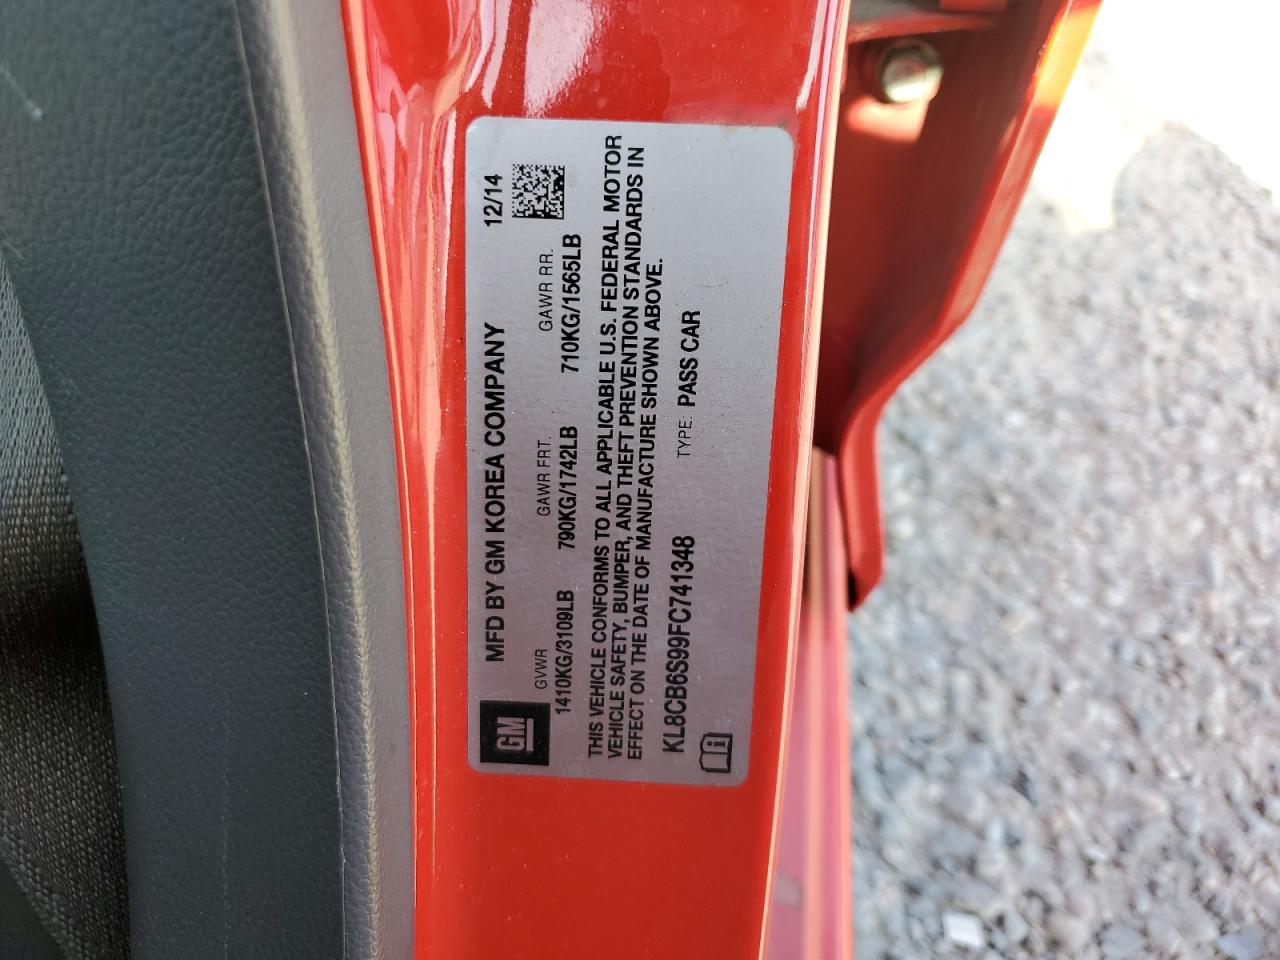 GM
MFD BY GM KOREA COMPANY 12/14
GVWR GAWR FRT. GAWR RR.
1410KG/3109LB 790KG/1742LB 710KG/1565LB
THIS VEHICLE CONFORMS TO ALL APPLICABLE U.S. FEDERAL MOTOR
VEHICLE SAFETY, BUMPER, AND THEFT PREVENTION STANDARDS IN
EFFECT ON THE DATE OF MANUFACTURE SHOWN ABOVE.
KL8CB6S99FC741348 TYPE: PASS CAR